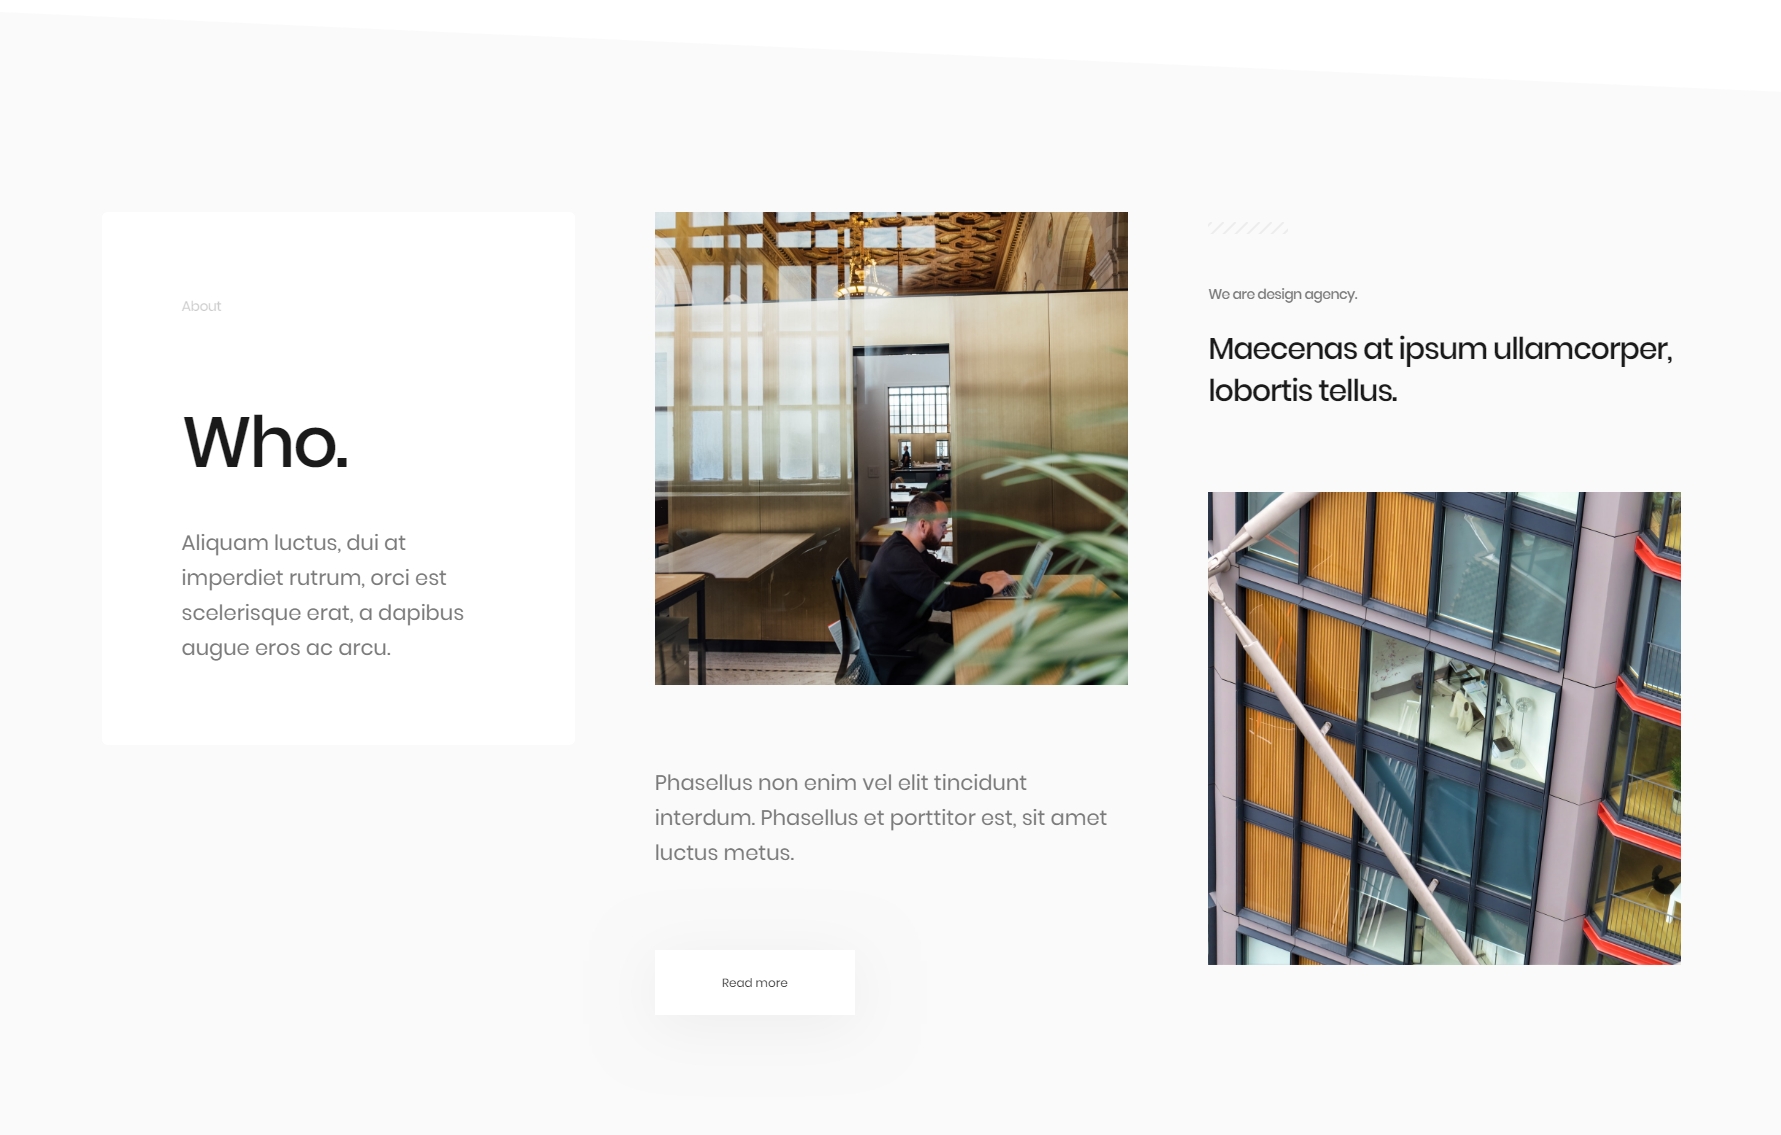 About
Who.
Aliquam luctus, dui at
imperdiet rutrum, orci est
scelerisque erat, a dapibus
augue eros ac arcu.
Phasellus non enim vel elit tincidunt
interdum. Phasellus et porttitor est, sit amet
luctus metus.
Read more
We are design agency.
Maecenas at ipsum ullamcorper,
lobortis tellus.